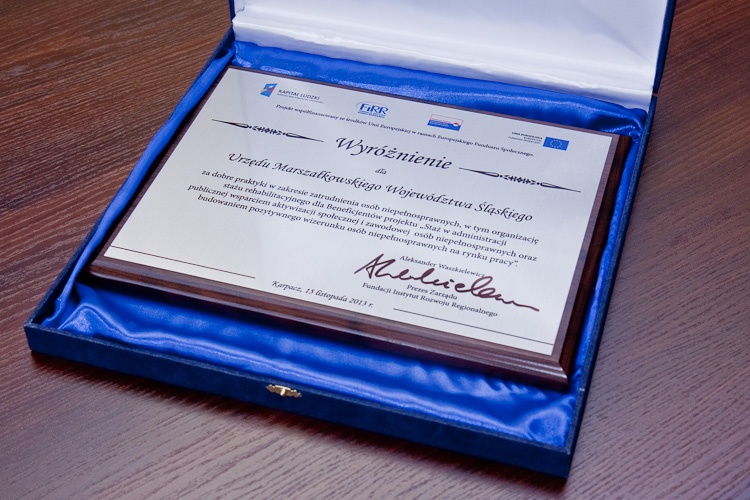 KAPITAŁ LUDZKI
FIRR
UNIA EUROPEJSKA
Projekt współfinansowany ze środków Unii Europejskiej w ramach Europejskiego Funduszu Społecznego
Wyróżnienie
dla
Urzędu Marszałkowskiego Województwa Śląskiego
za dobre praktyki w zakresie zatrudnienia osób niepełnosprawnych, w tym organizację
stażu rehabilitacyjnego dla Beneficjentów projektu „Staż w administracji
publicznej wsparciem aktywizacji społecznej i zawodowej osób niepełnosprawnych oraz
budowaniem pozytywnego wizerunku osób niepełnosprawnych na rynku pracy”
Aleksander Waszkielewicz
Prezes Zarządu
Fundacji Instytut Rozwoju Regionalnego
Karpacz, 15 listopada 2013 r.